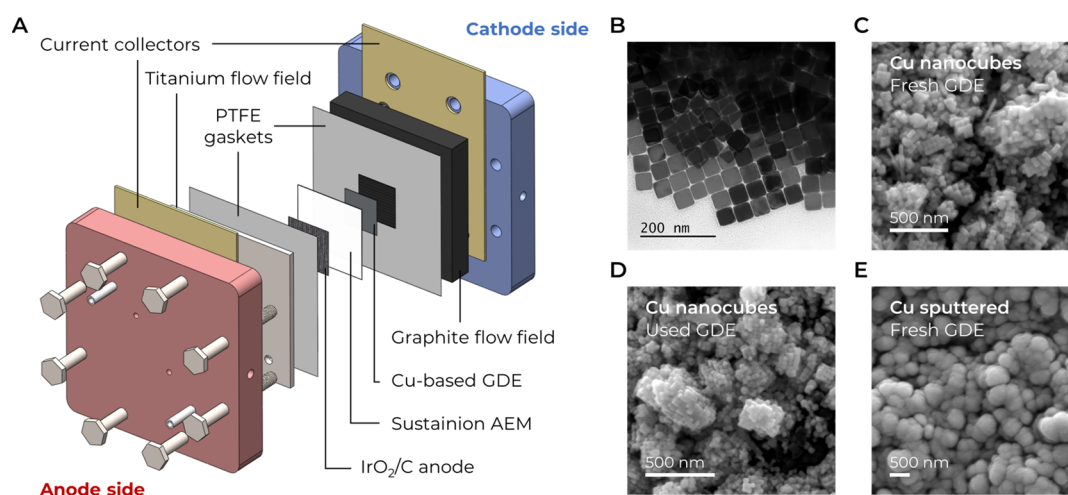 A
Current collectors
Cathode side
Titanium flow field
PTFE
gaskets
Graphite flow field
Cu-based GDE
Sustainion AEM
IrO₂/C anode
Anode side
B
200 nm
C
Cu nanocubes
Fresh GDE
500 nm
D
Cu nanocubes
Used GDE
500 nm
E
Cu sputtered
Fresh GDE
500 nm